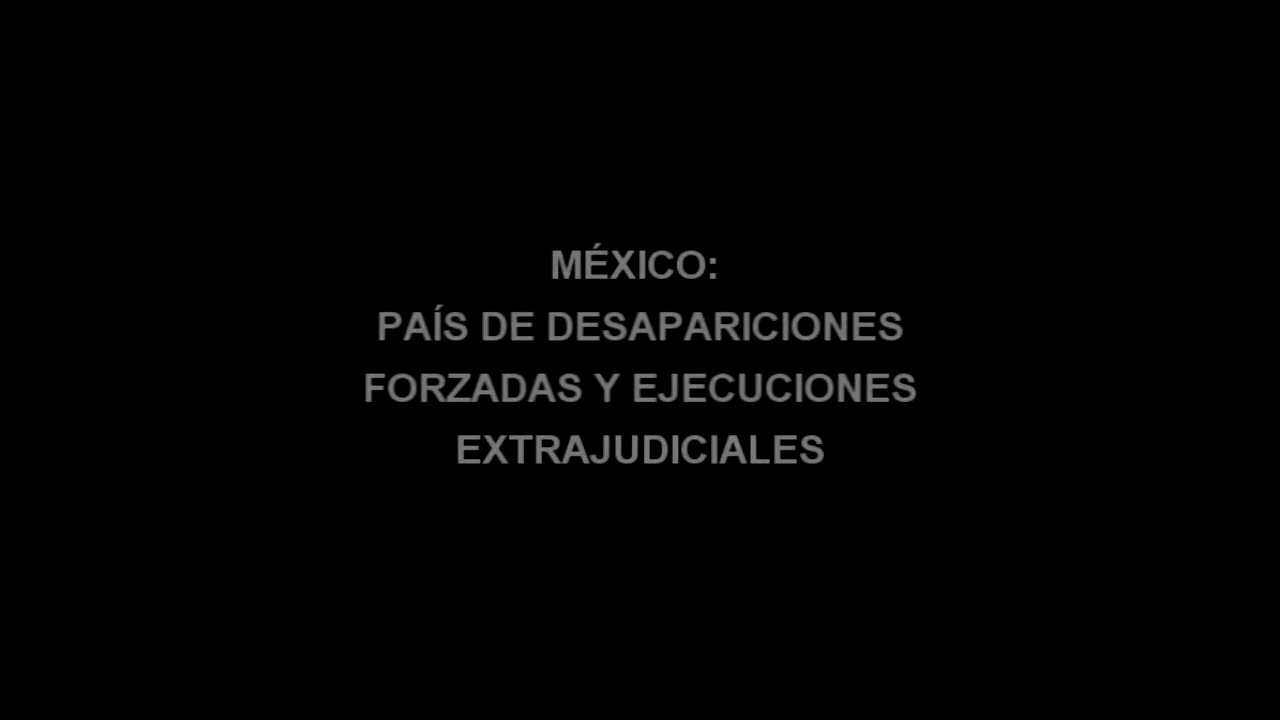 MÉXICO:
PAÍS DE DESAPARICIONES
FORZADAS Y EJECUCIONES
EXTRAJUDICIALES